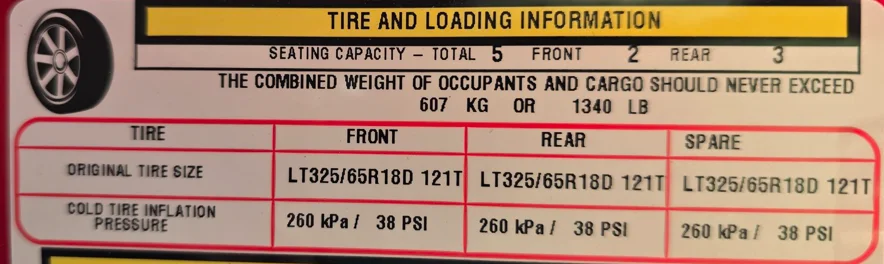 TIRE AND LOADING INFORMATION
SEATING CAPACITY – TOTAL 5 FRONT 2 REAR 3
THE COMBINED WEIGHT OF OCCUPANTS AND CARGO SHOULD NEVER EXCEED
607 KG OR 1340 LB
TIRE FRONT REAR SPARE
ORIGINAL TIRE SIZE LT325/65R18D 121T LT325/65R18D 121T LT325/65R18D 121T
COLD TIRE INFLATION
PRESSURE 260 kPa / 38 PSI 260 kPa / 38 PSI 260 kPa / 38 PSI